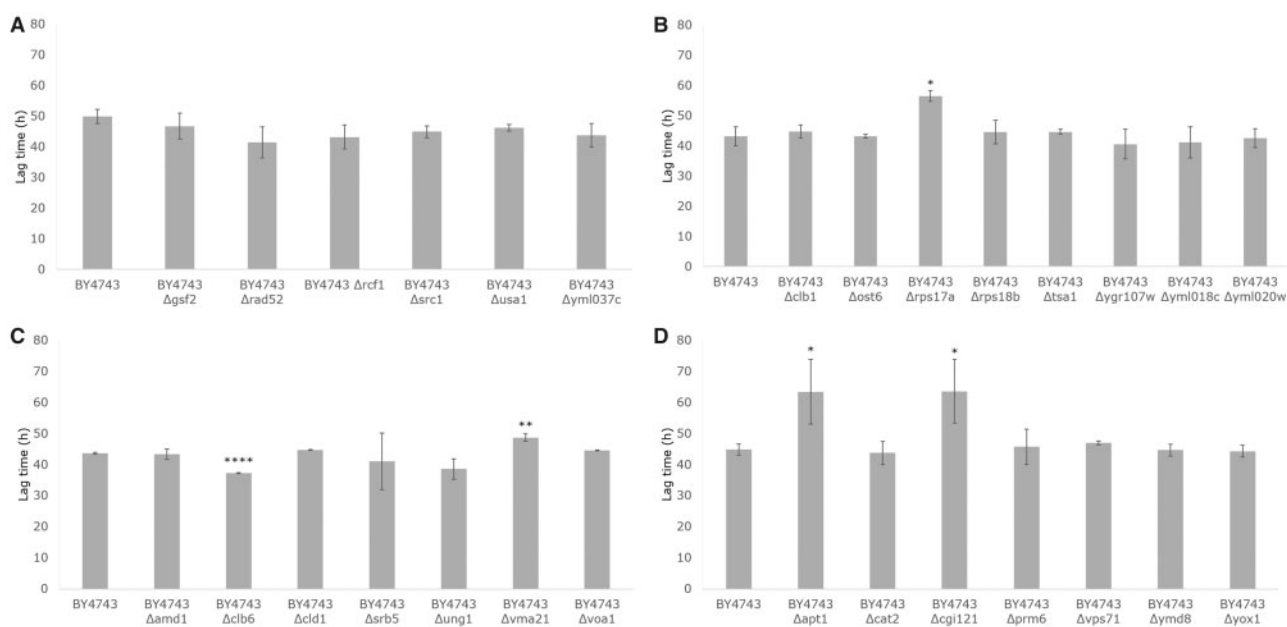 A
80
70
60
50
40
30
20
10
0
Lag time (h)
BY4743 BY4743 BY4743 BY4743 Δrcf1 BY4743 BY4743 BY4743
Δgsf2 Δrad52 Δsrc1 Δusa1 Δyml037c
B
80
70
60
50
40
30
20
10
0
Lag time (h)
*
BY4743 BY4743 BY4743 BY4743 BY4743 BY4743 BY4743 BY4743 BY4743
Δclb1 Δost6 Δrps17a Δrps18b Δtsa1 Δygr107w Δyml018c Δyml020w
C
80
70
60
50
40
30
20
10
0
Lag time (h)
**** **
BY4743 BY4743 BY4743 BY4743 BY4743 BY4743 BY4743 BY4743
Δamd1 Δclb6 Δcld1 Δsrb5 Δung1 Δvma21 Δvoa1
D
80
70
60
50
40
30
20
10
0
Lag time (h)
* *
BY4743 BY4743 BY4743 BY4743 BY4743 BY4743 BY4743 BY4743
Δapt1 Δcat2 Δcgi121 Δprm6 Δvps71 Δymd8 Δyox1